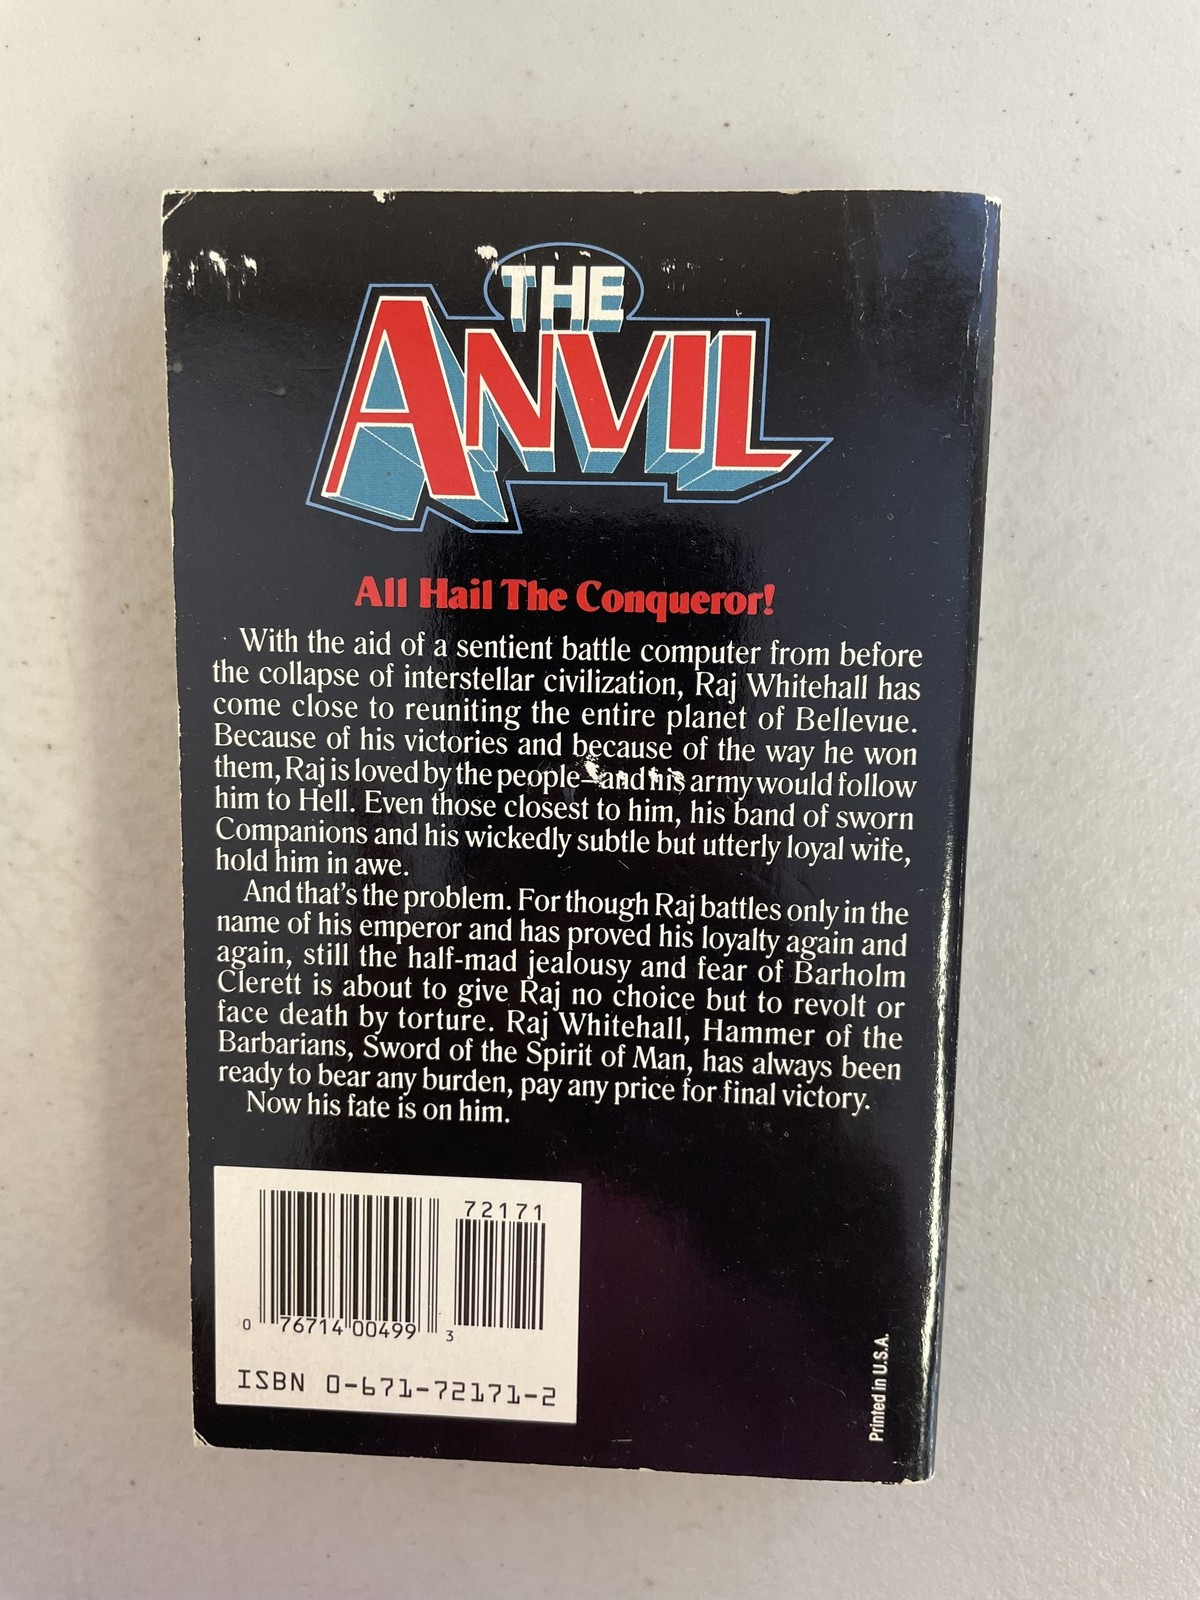 THE
ANVIL
All Hail The Conqueror!
With the aid of a sentient battle computer from before
the collapse of interstellar civilization, Raj Whitehall has
come close to reuniting the entire planet of Bellevue.
Because of his victories and because of the way he won
them, Raj is loved by the people—and his army would follow
him to Hell. Even those closest to him, his band of sworn
Companions and his wickedly subtle but utterly loyal wife,
hold him in awe.
And that's the problem. For though Raj battles only in the
name of his emperor and has proved his loyalty again and
again, still the half-mad jealousy and fear of Barholm
Clerett is about to give Raj no choice but to revolt or
face death by torture. Raj Whitehall, Hammer of the
Barbarians, Sword of the Spirit of Man, has always been
ready to bear any burden, pay any price for final victory.
Now his fate is on him.
72171
0 76714 00499 3
ISBN 0-671-72171-2
Printed in U.S.A.